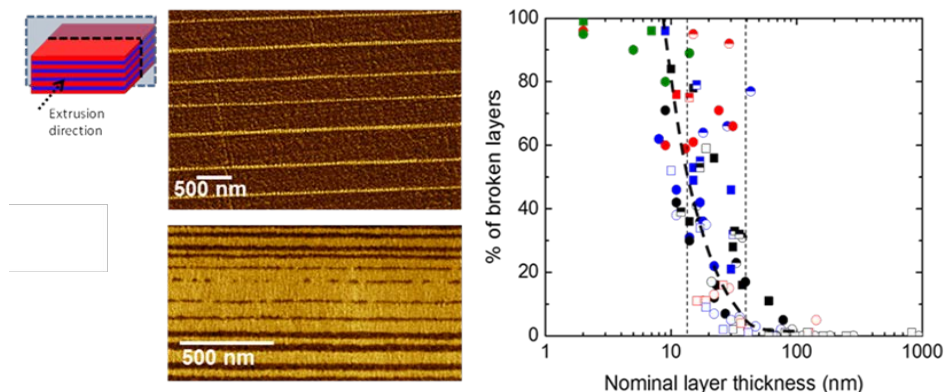 Extrusion
direction
500 nm
500 nm
% of broken layers
100
80
60
40
20
0
1
10
100
1000
Nominal layer thickness (nm)